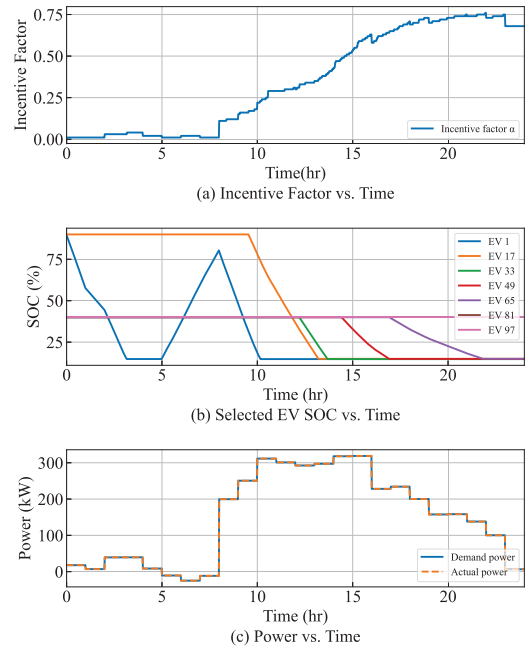 0.75
0.50
0.25
0.00
Incentive Factor
Incentive factor α
0 5 10 15 20
Time(hr)
(a) Incentive Factor vs. Time
75
50
25
SOC (%)
EV 1
EV 17
EV 33
EV 49
EV 65
EV 81
EV 97
0 5 10 15 20
Time (hr)
(b) Selected EV SOC vs. Time
300
200
100
0
Power (kW)
Demand power
Actual power
0 5 10 15 20
Time (hr)
(c) Power vs. Time